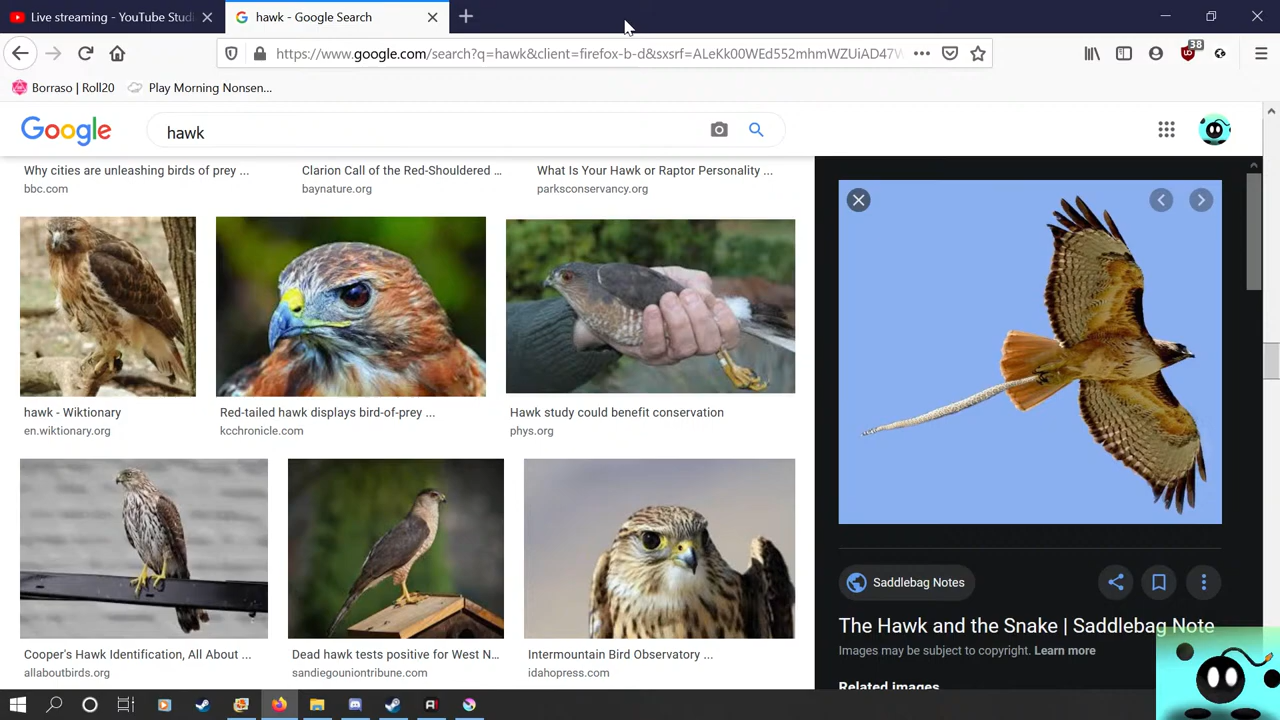 Live streaming - YouTube Studi
hawk - Google Search
https://www.google.com/search?q=hawk&client=firefox-b-d&sxsrf=ALeKk00WEd552mhmWZUiAD47W
38
Borraso | Roll20
Play Morning Nonsen...
Google
hawk
Why cities are unleashing birds of prey ...
bbc.com
Clarion Call of the Red-Shouldered ...
baynature.org
What Is Your Hawk or Raptor Personality ...
parksconservancy.org
hawk - Wiktionary
en.wiktionary.org
Red-tailed hawk displays bird-of-prey ...
kcchronicle.com
Hawk study could benefit conservation
phys.org
Cooper's Hawk Identification, All About ...
allaboutbirds.org
Dead hawk tests positive for West N...
sandiegouniontribune.com
Intermountain Bird Observatory ...
idahopress.com
Saddlebag Notes
The Hawk and the Snake | Saddlebag Note
Images may be subject to copyright. Learn more
Related images